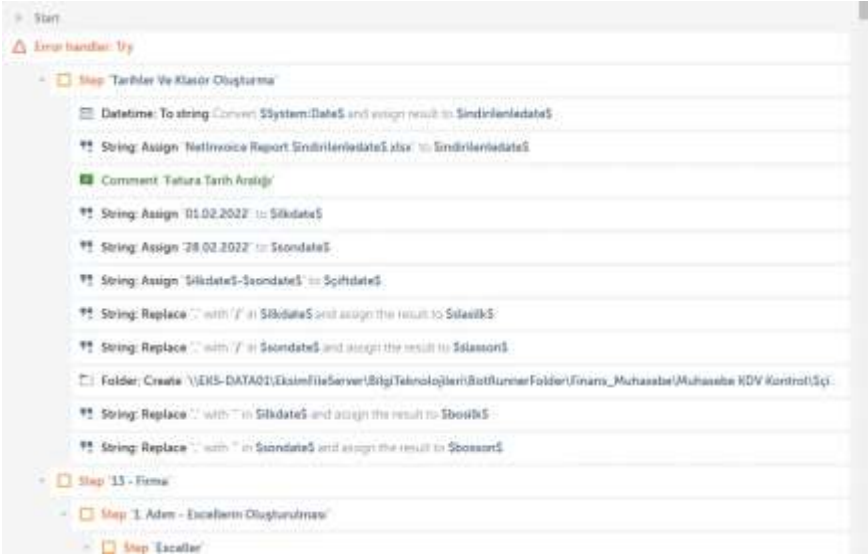 Start
Error handler: Try
Step 'Tarihler Ve Klasör Oluşturma'
Datetime: To string Convert $System:Date$ and assign result to $indirilenledate$
String: Assign 'NetInvoice Report $indirilenledate$.xlsx' to $indirilenledate$
Comment 'Fatura Tarih Aralığı'
String: Assign '01.02.2022' to $ilkdate$
String: Assign '28.02.2022' to $sondate$
String: Assign '$ilkdate$-$sondate$' to $çiftdate$
String: Replace '.' with '/' in $ilkdate$ and assign the result to $slasilk$
String: Replace '.' with '/' in $sondate$ and assign the result to $slasson$
Folder: Create '\\EKS-DATA01\EksimFileServer\BilgiTeknolojileri\BotRunnerFolder\Finans_Muhasebe\Muhasebe KDV Kontrol\$çi
String: Replace '.' with '' in $ilkdate$ and assign the result to $bosilk$
String: Replace '.' with '' in $sondate$ and assign the result to $bosson$
Step '13 - Firma'
Step '1. Adım - Excellerin Oluşturulması'
Step 'Exceller'